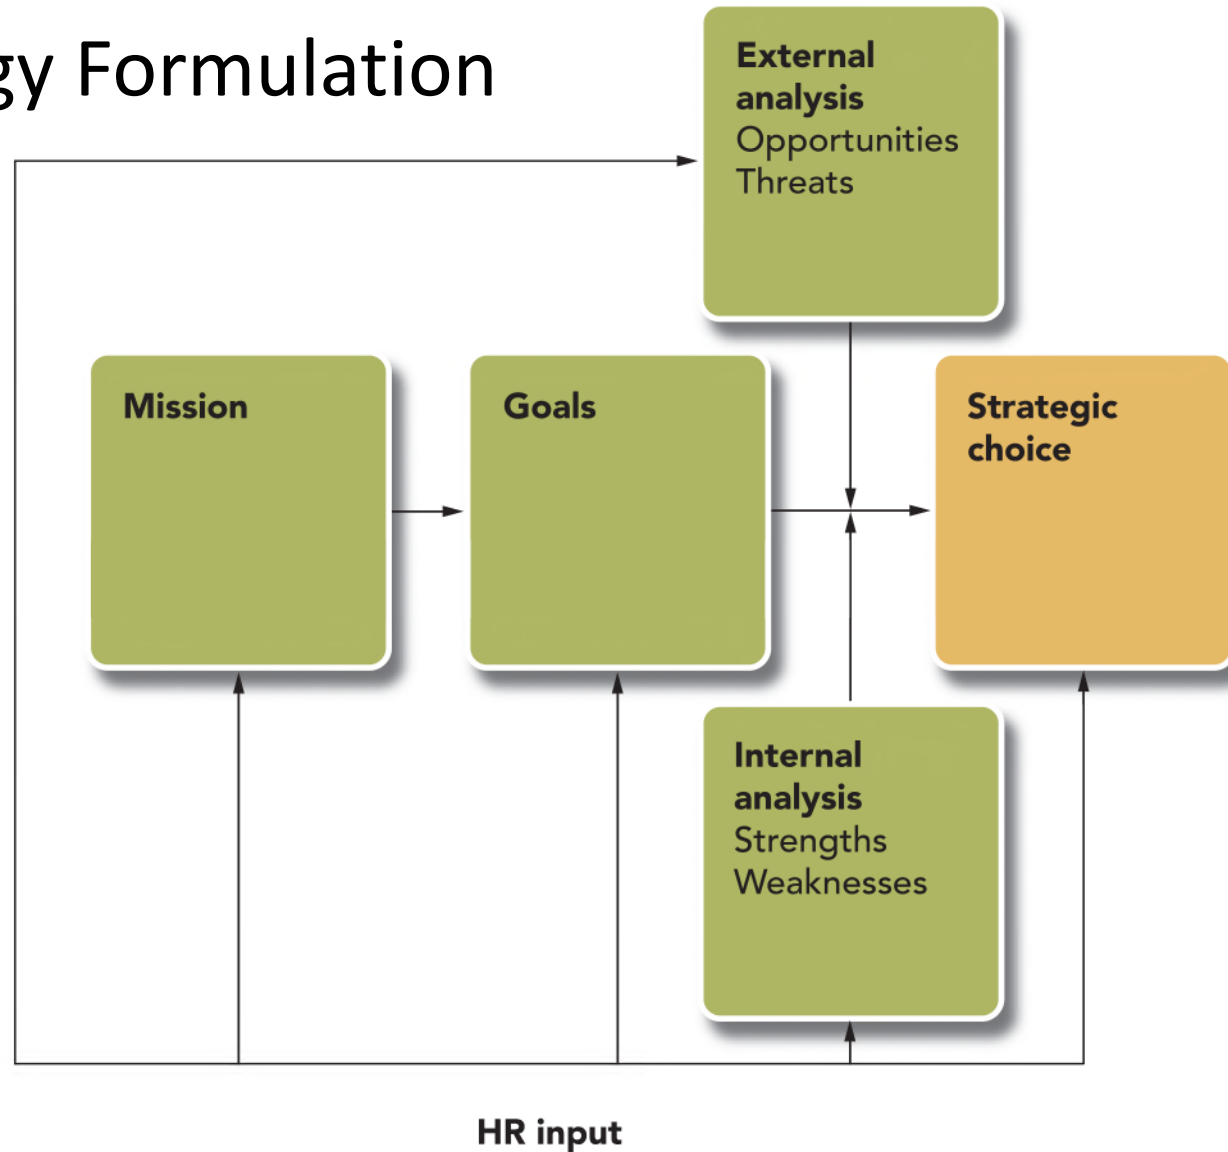 gy Formulation
External
analysis
Opportunities
Threats
Mission
Goals
Strategic
choice
Internal
analysis
Strengths
Weaknesses
HR input